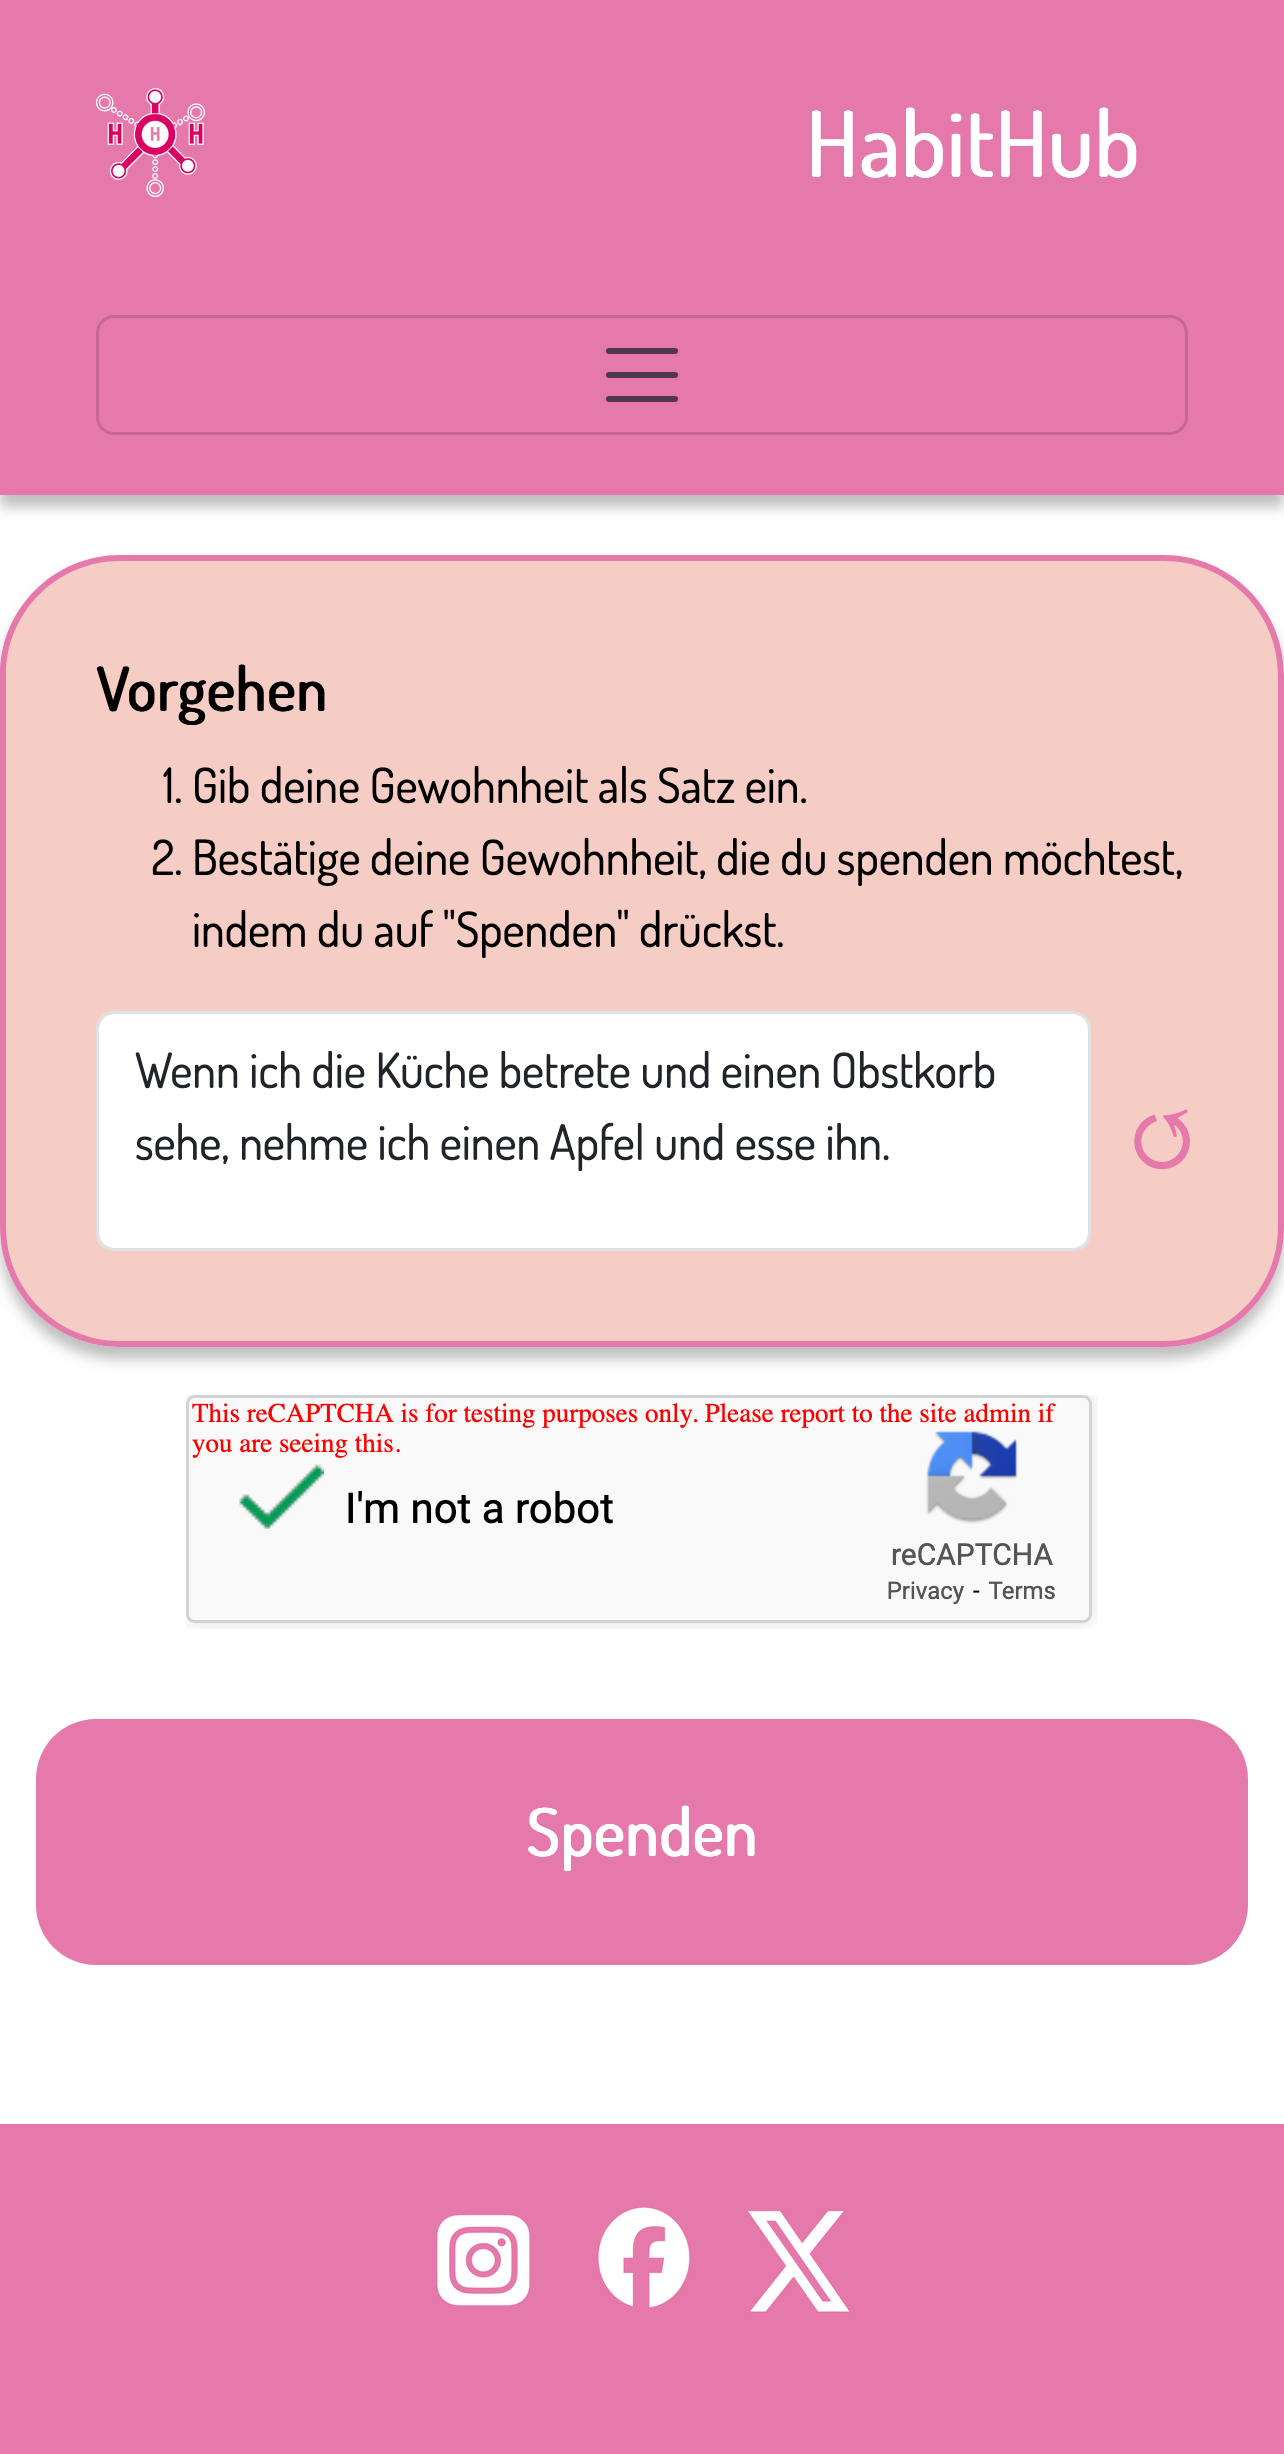 H H H
HabitHub
Vorgehen
1. Gib deine Gewohnheit als Satz ein.
2. Bestätige deine Gewohnheit, die du spenden möchtest,
indem du auf "Spenden" drückst.
Wenn ich die Küche betrete und einen Obstkorb
sehe, nehme ich einen Apfel und esse ihn.
This reCAPTCHA is for testing purposes only. Please report to the site admin if
you are seeing this.
I'm not a robot
reCAPTCHA
Privacy - Terms
Spenden